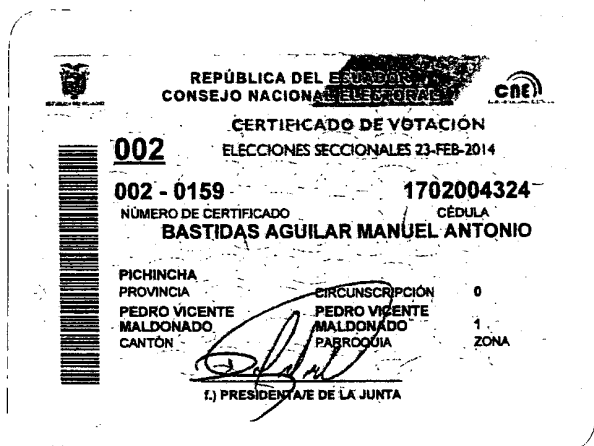 REPÚBLICA DEL ECUADOR
CONSEJO NACIONAL ELECTORAL
CNE
CERTIFICADO DE VOTACIÓN
002
ELECCIONES SECCIONALES 23-FEB-2014
002 - 0159
1702004324
NÚMERO DE CERTIFICADO
CÉDULA
BASTIDAS AGUILAR MANUEL ANTONIO
PICHINCHA
PROVINCIA
CIRCUNSCRIPCIÓN 0
PEDRO VICENTE
MALDONADO
CANTÓN
PEDRO VICENTE
MALDONADO 1
PARROQUIA ZONA
f.) PRESIDENTA/E DE LA JUNTA